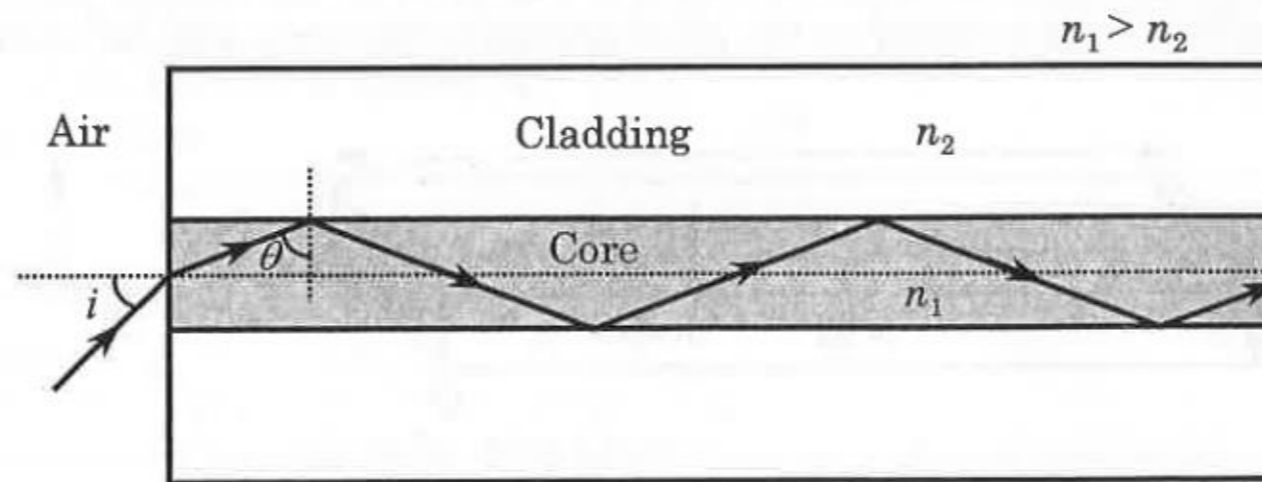 n₁ > n₂
Air
Cladding
n₂
θ
Core
i
n₁